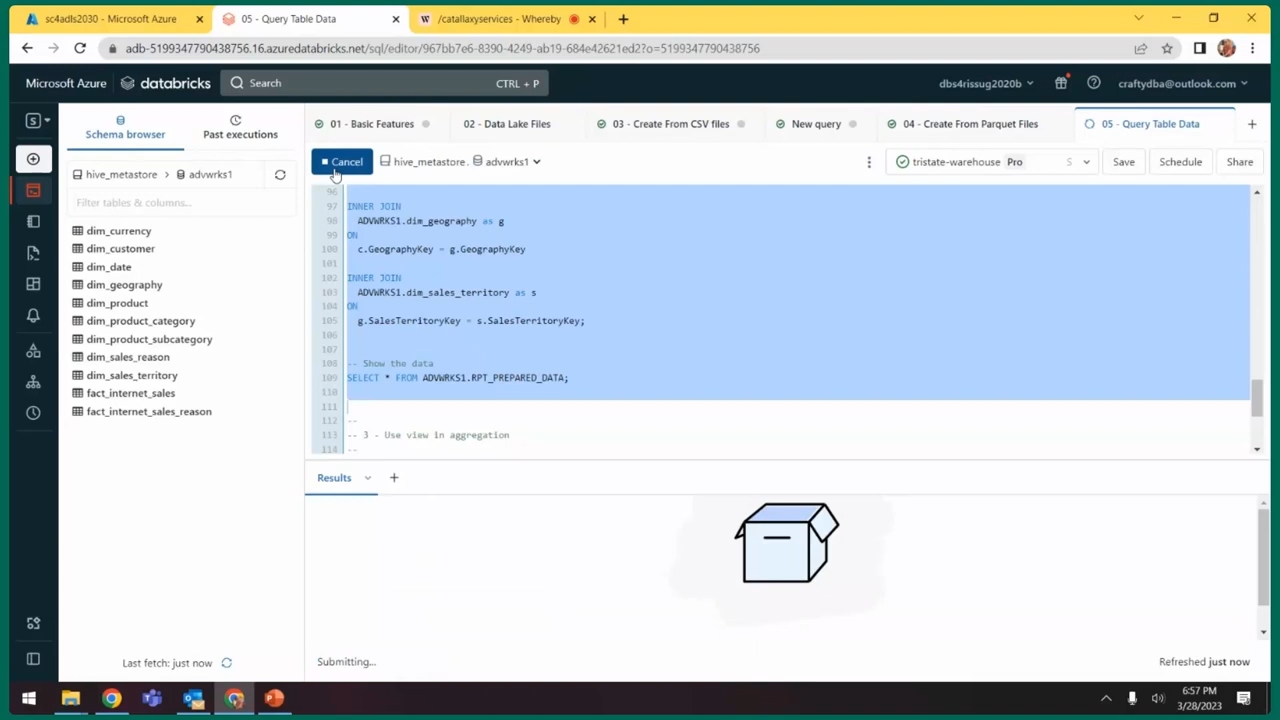 sc4adls2030 - Microsoft Azure
05 - Query Table Data
/catallaxyservices - Whereby
adb-5199347790438756.16.azuredatabricks.net/sql/editor/967bb7e6-8390-4249-ab19-684e42621ed2?o=5199347790438756
Microsoft Azure
databricks
Search
CTRL + P
dbs4rissug2020b
craftydba@outlook.com
S
Schema browser
Past executions
01 - Basic Features
02 - Data Lake Files
03 - Create From CSV files
New query
04 - Create From Parquet Files
05 - Query Table Data
Cancel
hive_metastore.
advwrks1
tristate-warehouse Pro
S
Save
Schedule
Share
hive_metastore > advwrks1
Filter tables & columns...
dim_currency
dim_customer
dim_date
dim_geography
dim_product
dim_product_category
dim_product_subcategory
dim_sales_reason
dim_sales_territory
fact_internet_sales
fact_internet_sales_reason
Last fetch: just now
96
97 INNER JOIN
98 ADVWRKS1.dim_geography as g
99 ON
100 c.GeographyKey = g.GeographyKey
101
102 INNER JOIN
103 ADVWRKS1.dim_sales_territory as s
104 ON
105 g.SalesTerritoryKey = s.SalesTerritoryKey;
106
107
108 -- Show the data
109 SELECT * FROM ADVWRKS1.RPT_PREPARED_DATA;
110
111
112 --
113 -- 3 - Use view in aggregation
114 --
Results
Submitting...
Refreshed just now
6:57 PM
3/28/2023